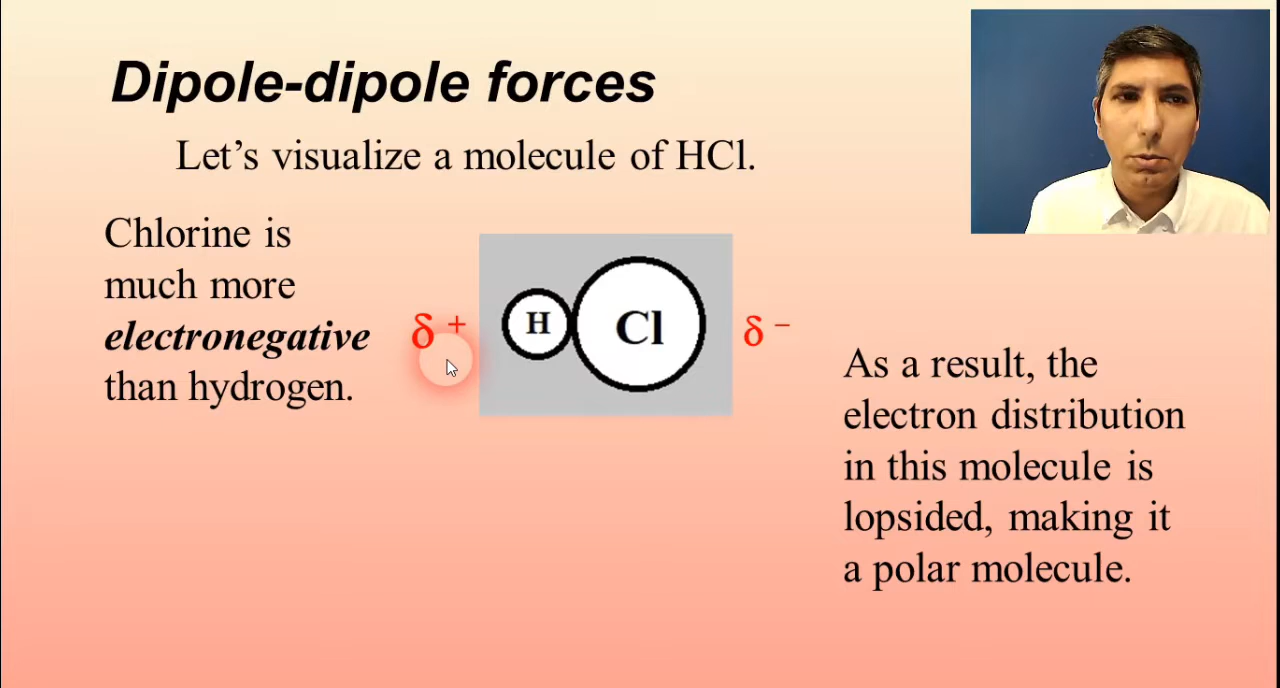 Dipole-dipole forces
Let’s visualize a molecule of HCl.
Chlorine is
much more
electronegative
than hydrogen.
δ +
H
Cl
δ −
As a result, the
electron distribution
in this molecule is
lopsided, making it
a polar molecule.